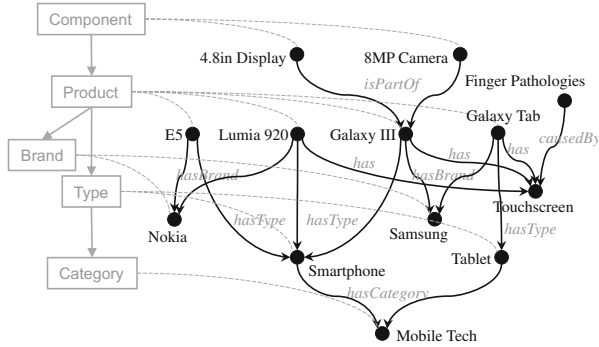 Component
4.8in Display
8MP Camera
isPartOf
Finger Pathologies
Product
Galaxy Tab
E5
Lumia 920
Galaxy III
causedBy
has
has
has
Brand
hasBrand
hasBrand
Type
Touchscreen
hasType
hasType
hasType
Nokia
Samsung
Category
Smartphone
Tablet
hasCategory
Mobile Tech